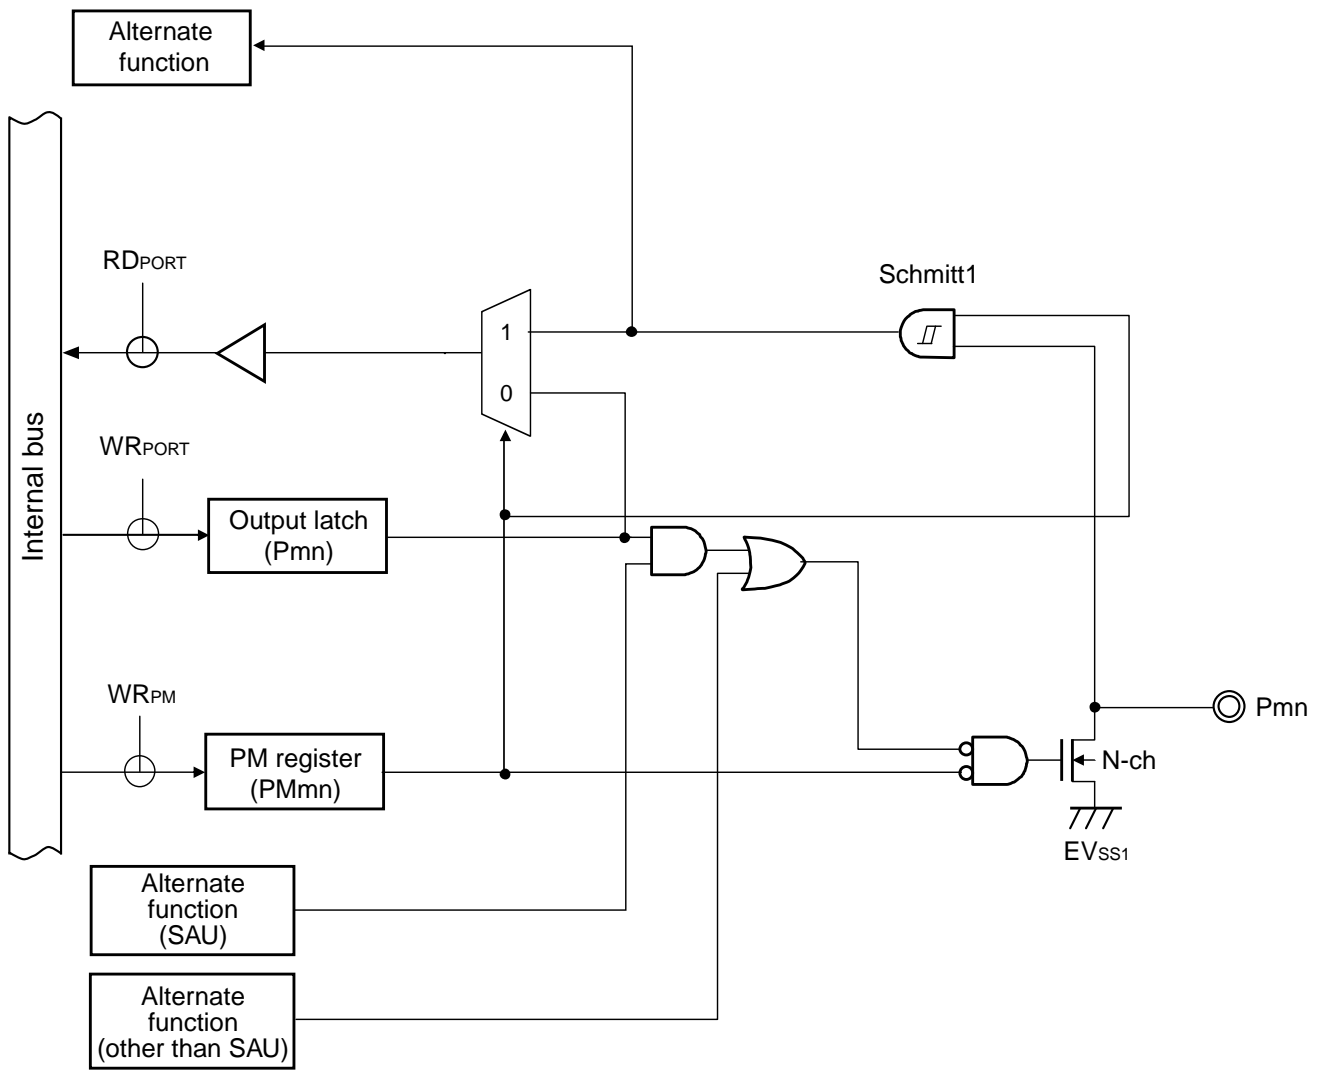 Alternate
function
RDPORT
Schmitt1
1
0
Internal bus
WRPORT
Output latch
(Pmn)
WRPM
PM register
(PMmn)
Pmn
N-ch
EVSS1
Alternate
function
(SAU)
Alternate
function
(other than SAU)